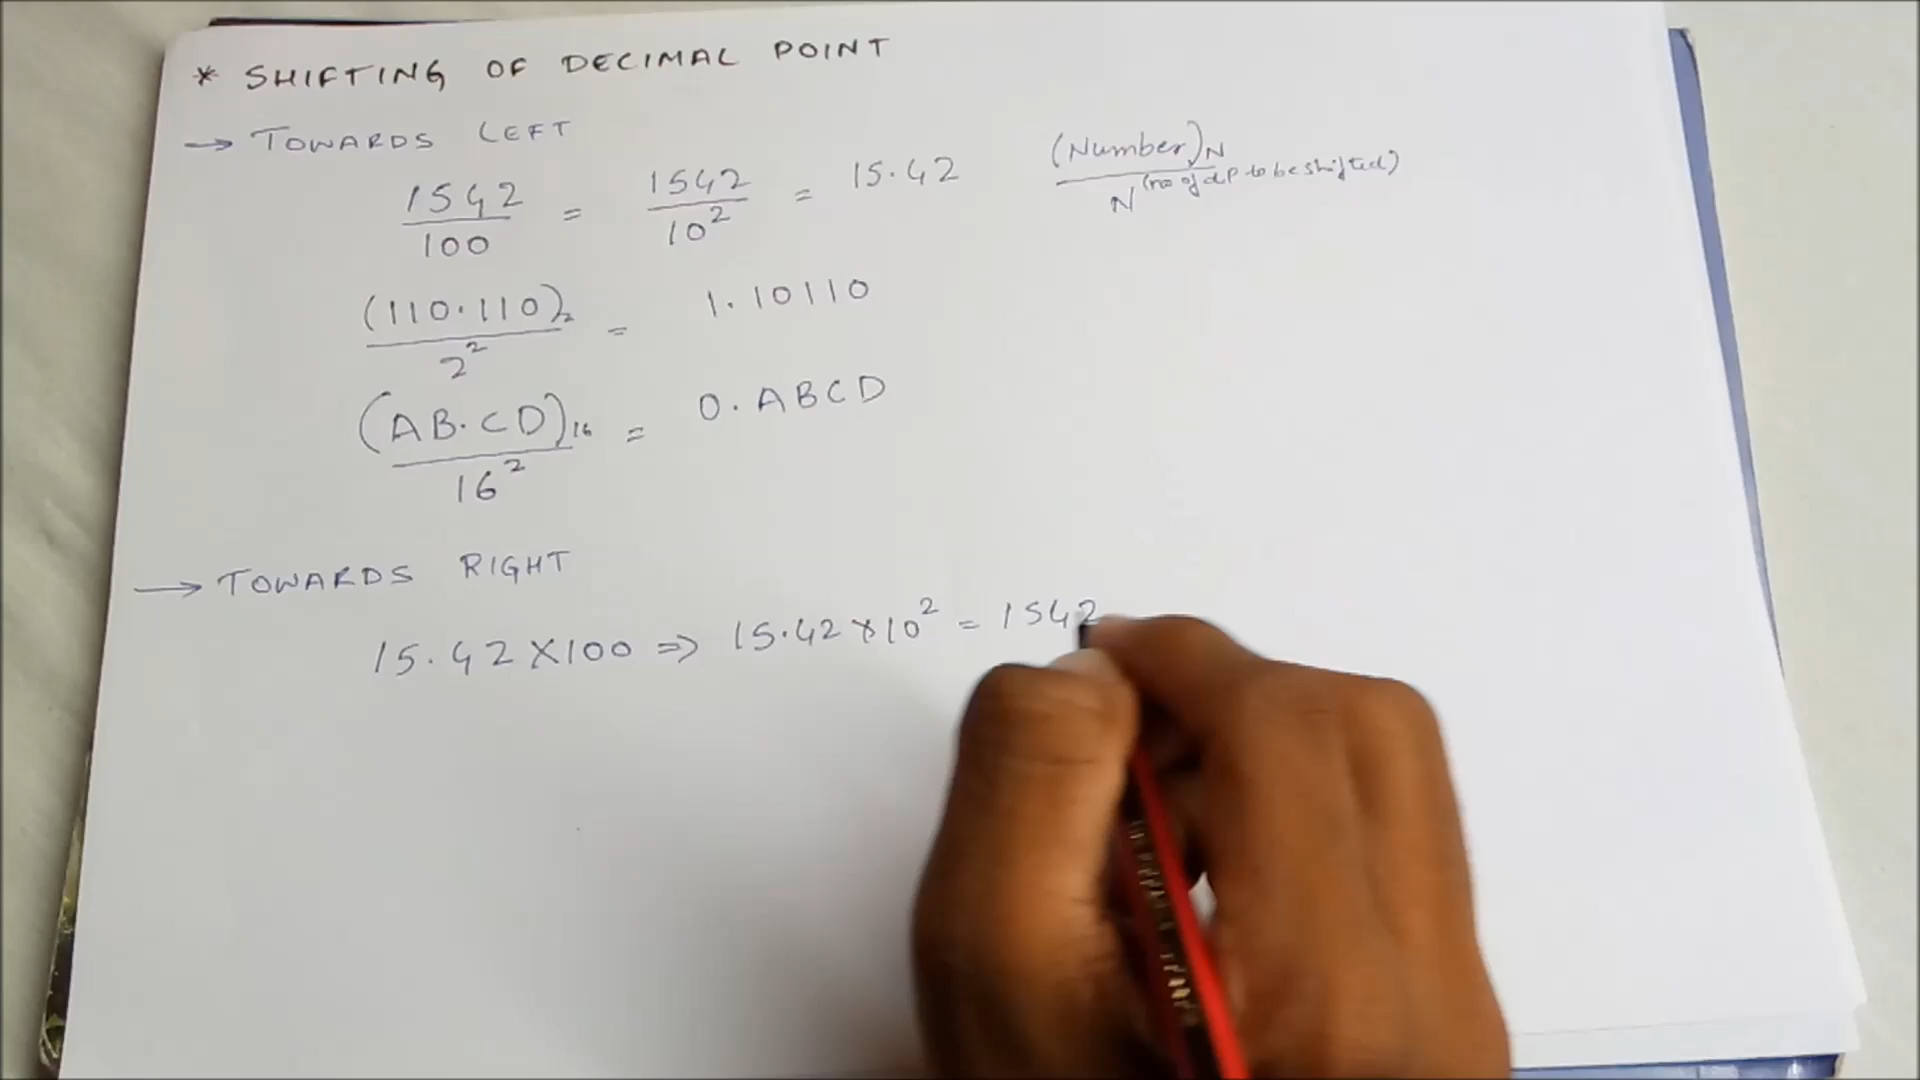 * SHIFTING OF DECIMAL POINT
→ TOWARDS LEFT
1542/100 = 1542/10² = 15.42
(Number)N / N^(no of dP to be shifted)
(110.110)₂ / 2² = 1.10110
(AB.CD)₁₆ / 16² = 0.ABCD
→ TOWARDS RIGHT
15.42×100 ⇒ 15.42×10² = 1542